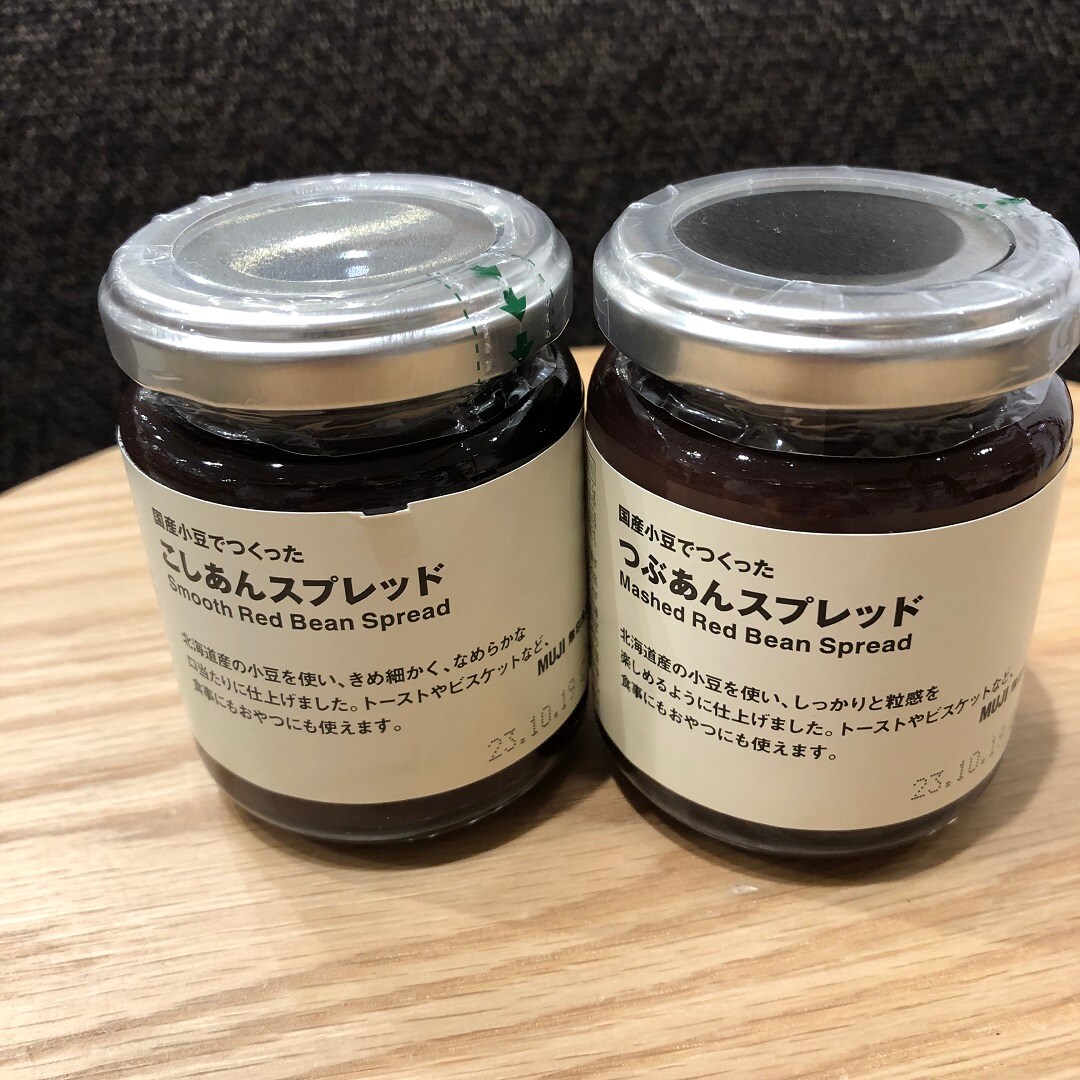 国産小豆でつくった
こしあんスプレッド
Smooth Red Bean Spread
北海道産の小豆を使い、きめ細かく、なめらかな
口当たりに仕上げました。トーストやビスケットなど、
食事にもおやつにも使えます。
MUJI 無印
23.10.19
国産小豆でつくった
つぶあんスプレッド
Mashed Red Bean Spread
北海道産の小豆を使い、しっかりと粒感を
楽しめるように仕上げました。トーストやビスケットなど、
食事にもおやつにも使えます。
MUJI
23.10.19